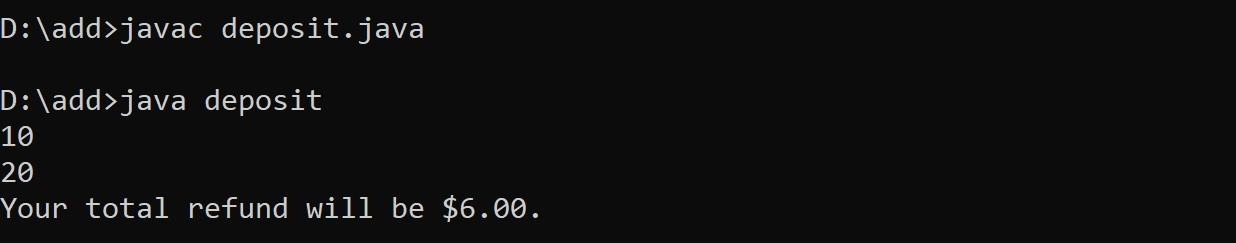 D:\add>javac deposit.java
D:\add>java deposit
10
20
Your total refund will be $6.00.